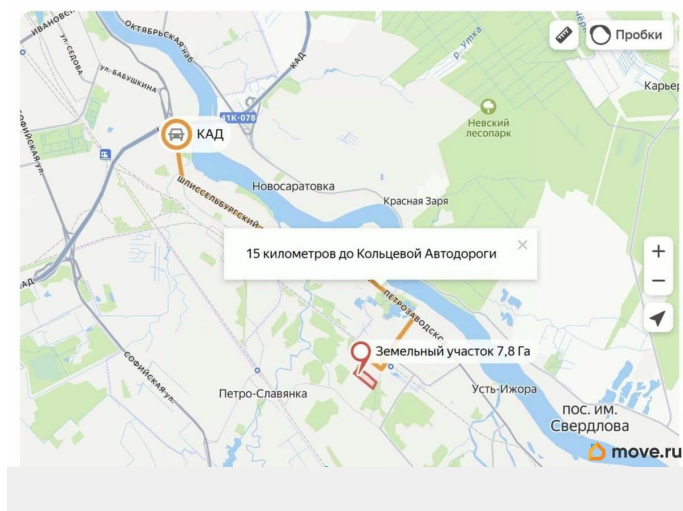 ИВАНОВСКАЯ
ОКТЯБРЬСКАЯ наб.
р. Утка
Пробки
ул. СЕДОВА
ул. БАБУШКИНА
КАД
Карьер
41К-078
Невский
лесопарк
КАД
СОФИЙСКАЯ ул.
Новосаратовка
Красная Заря
ШЛИССЕЛЬБУРГСКИЙ
15 километров до Кольцевой Автодороги
КАД
ПЕТРОЗАВОДСКО
Земельный участок 7,8 Га
СОФИЙСКАЯ ул.
Петро-Славянка
Усть-Ижора
пос. им.
Свердлова
move.ru